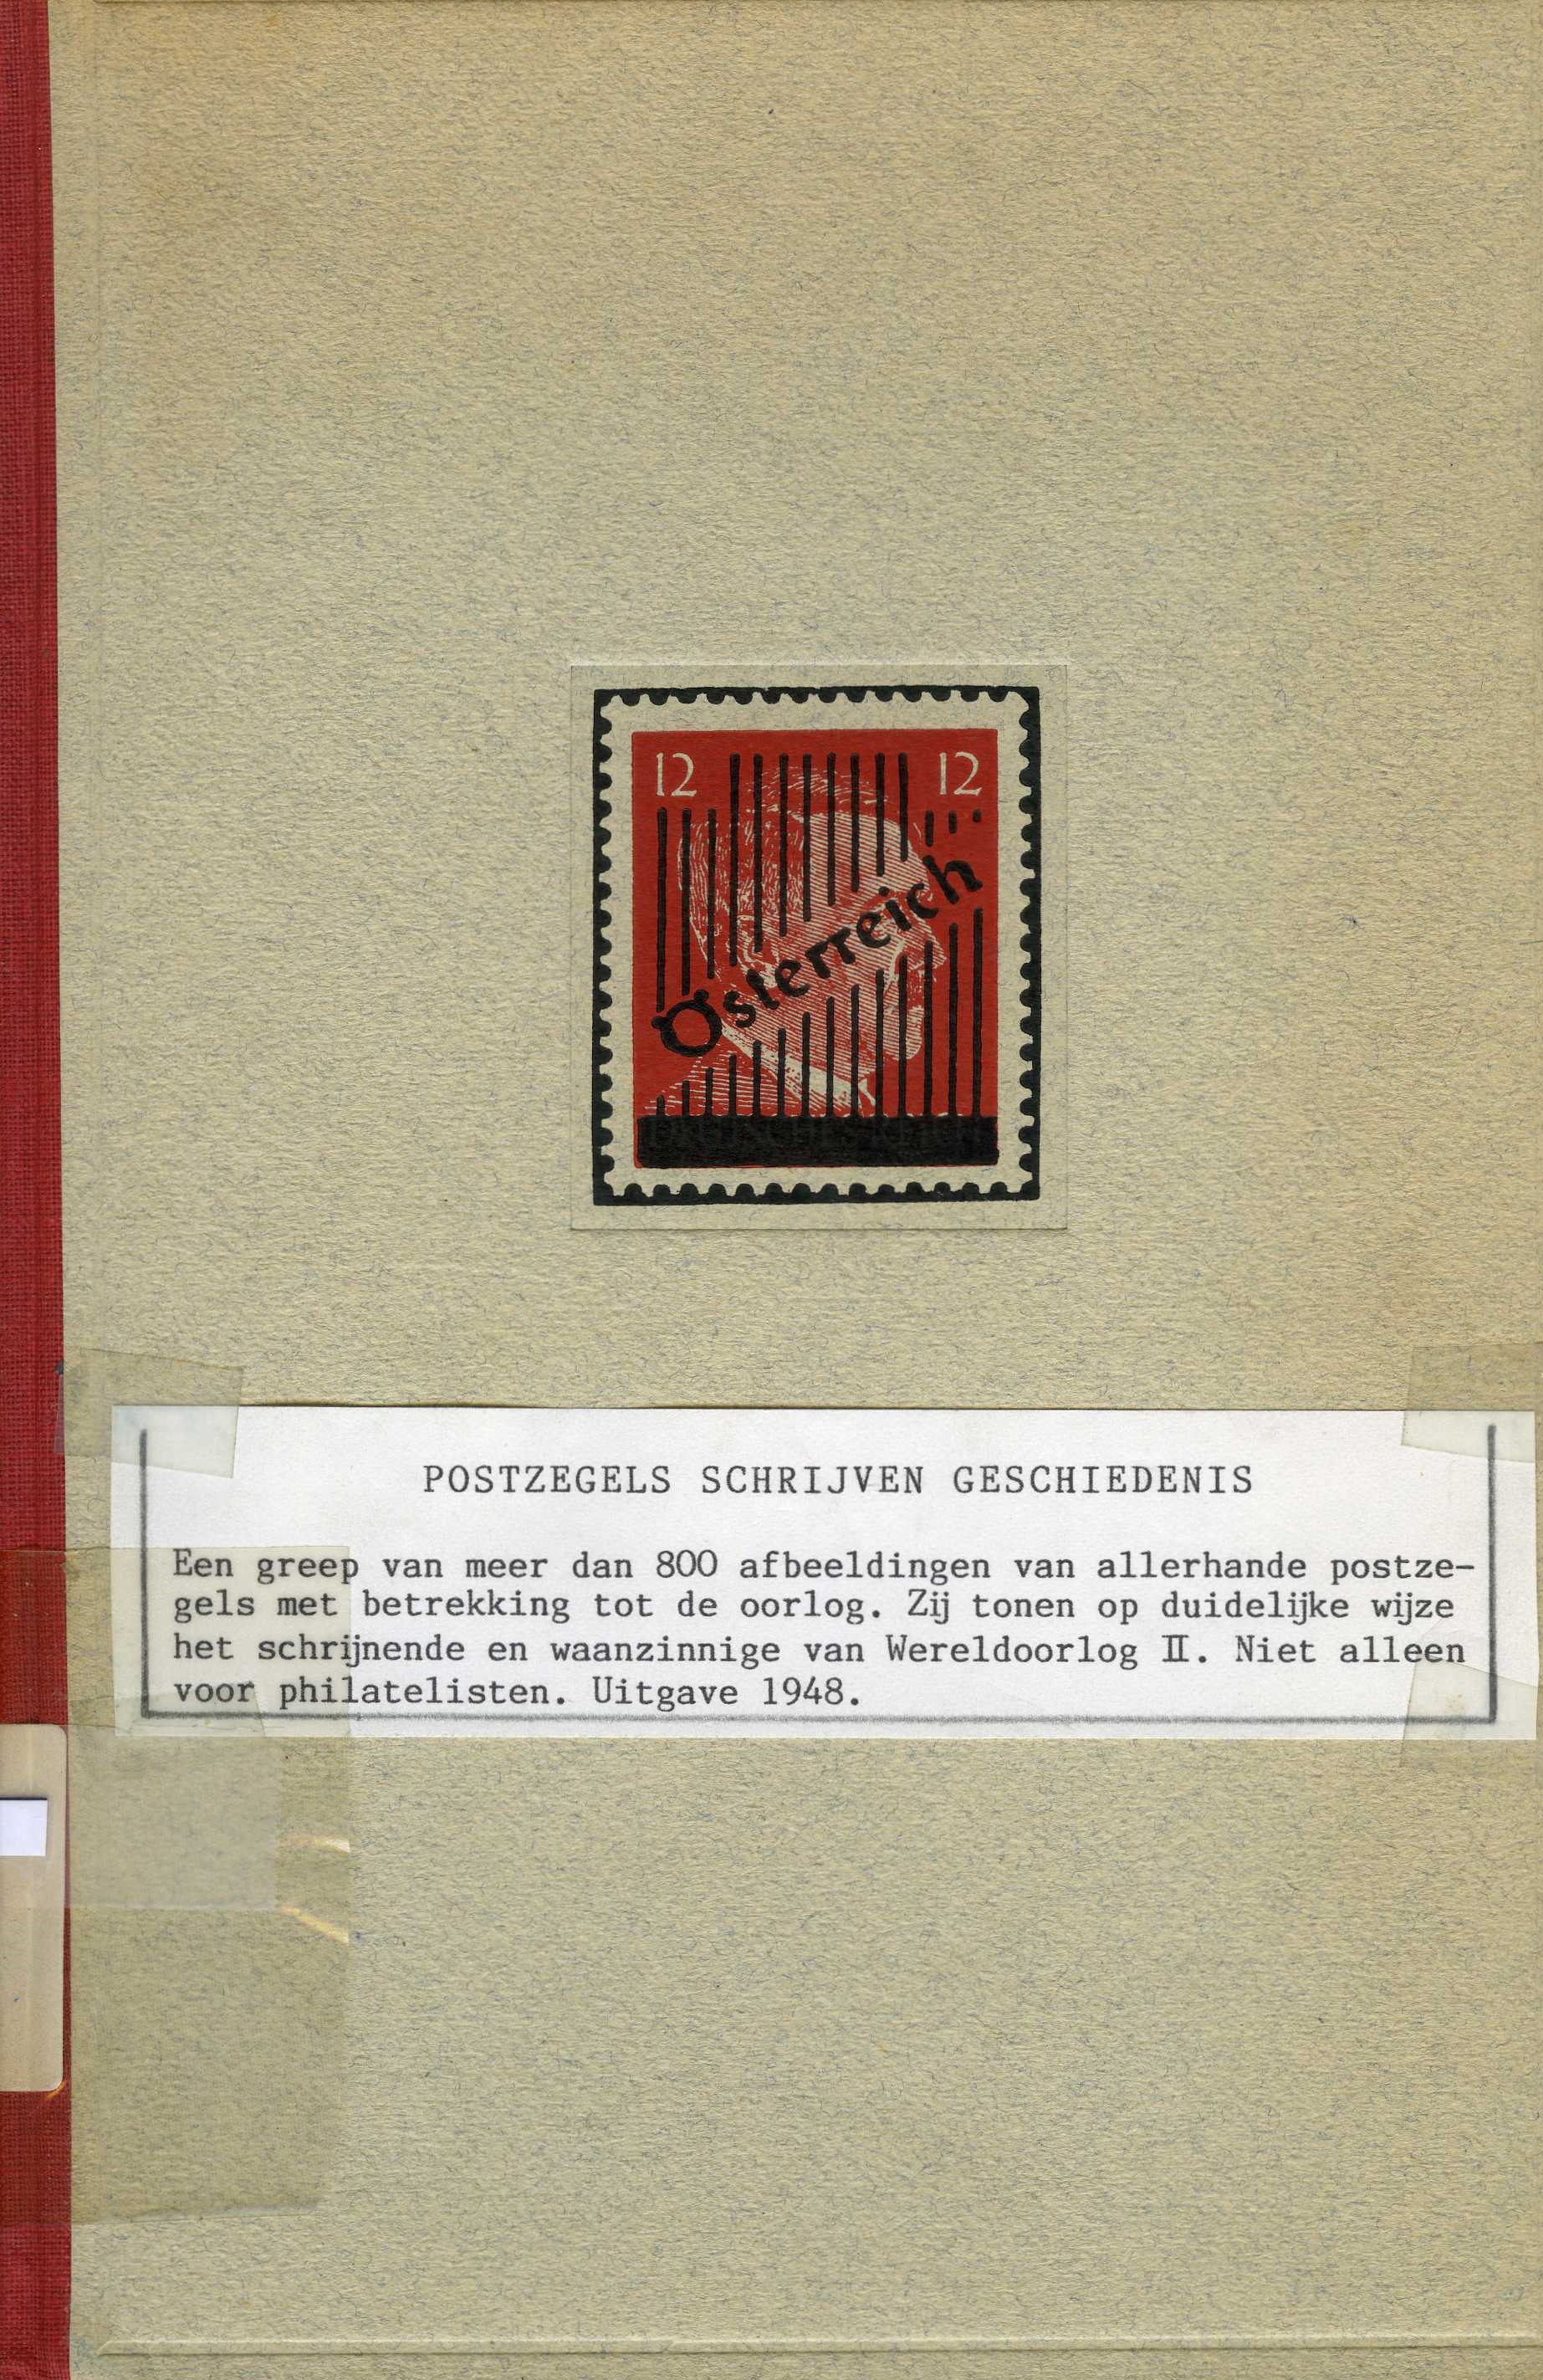 12 12
Österreich
POSTZEGELS SCHRIJVEN GESCHIEDENIS
Een greep van meer dan 800 afbeeldingen van allerhande postze-
gels met betrekking tot de oorlog. Zij tonen op duidelijke wijze
het schrijnende en waanzinnige van Wereldoorlog II. Niet alleen
voor philatelisten. Uitgave 1948.